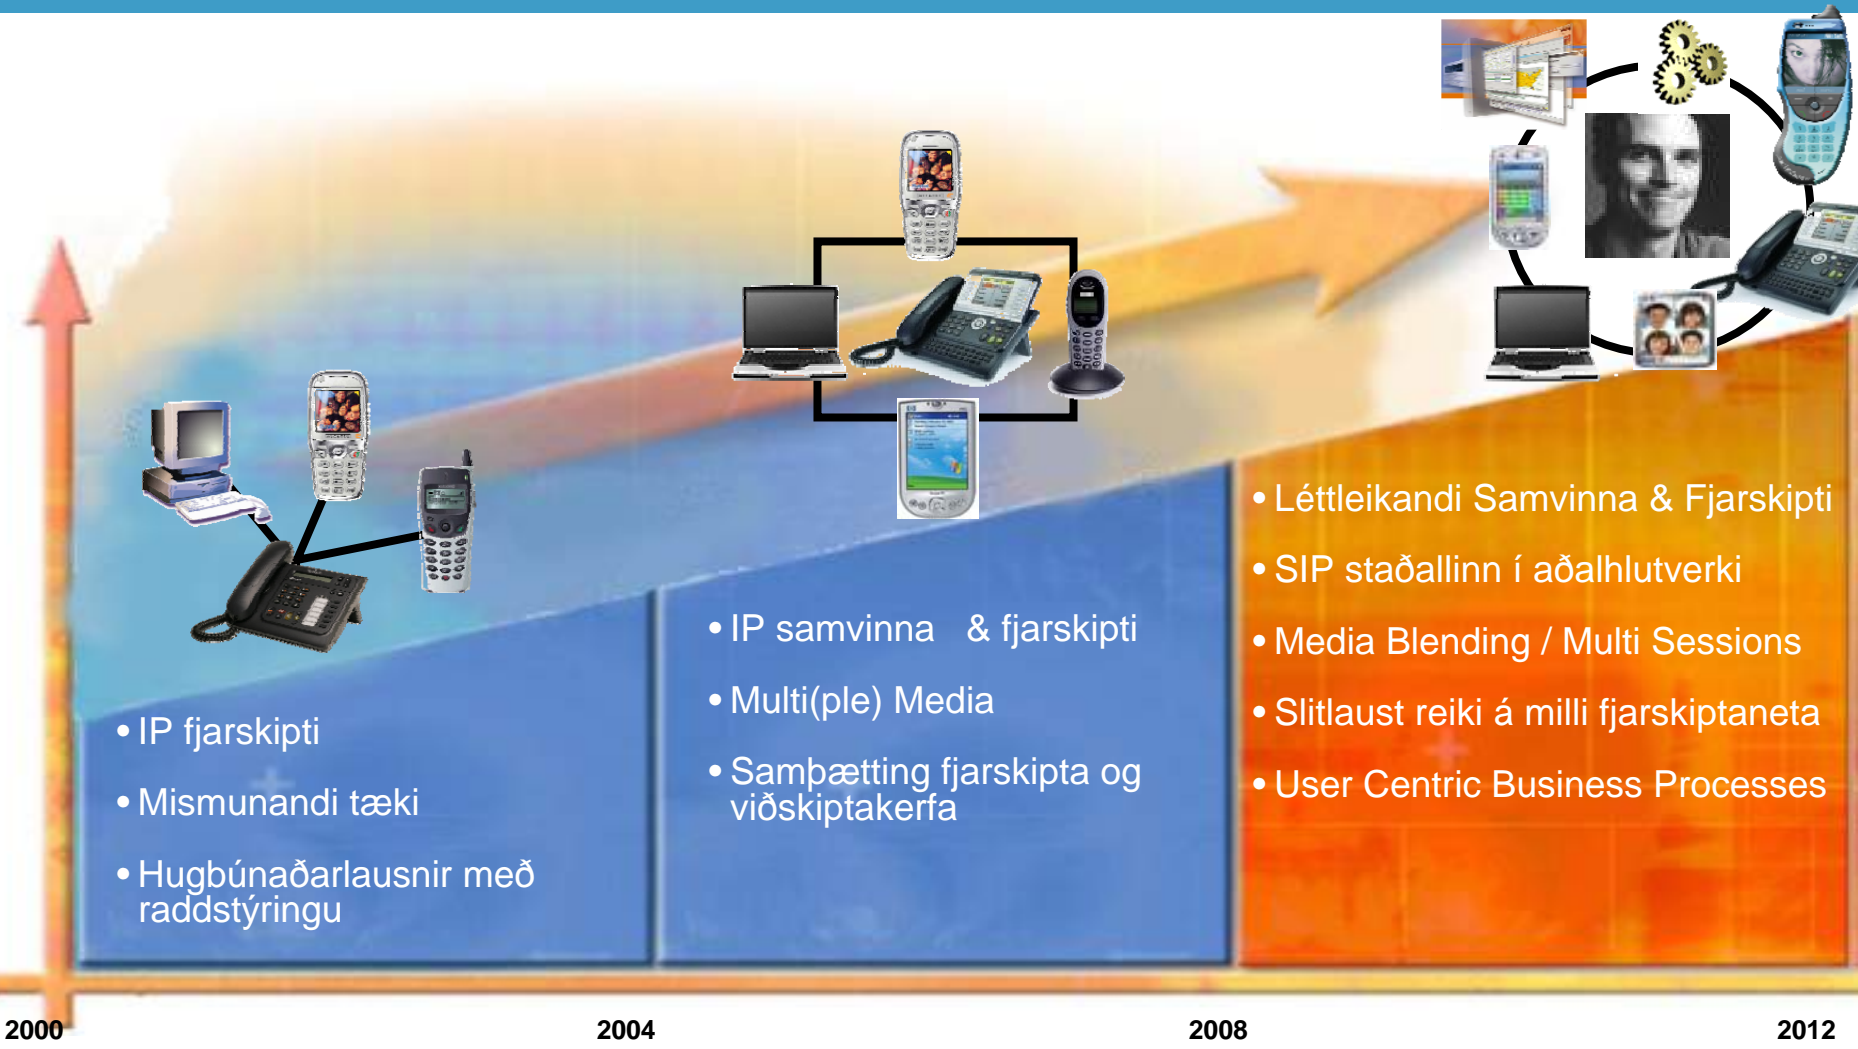 • IP fjarskipti
• Mismunandi tæki
• Hugbúnaðarlausnir með
raddstýringu
• IP samvinna & fjarskipti
• Multi(ple) Media
• Samþætting fjarskipta og
viðskiptakerfa
• Léttleikandi Samvinna & Fjarskipti
• SIP staðallinn í aðalhlutverki
• Media Blending / Multi Sessions
• Slitlaust reiki á milli fjarskiptaneta
• User Centric Business Processes
2000 2004 2008 2012